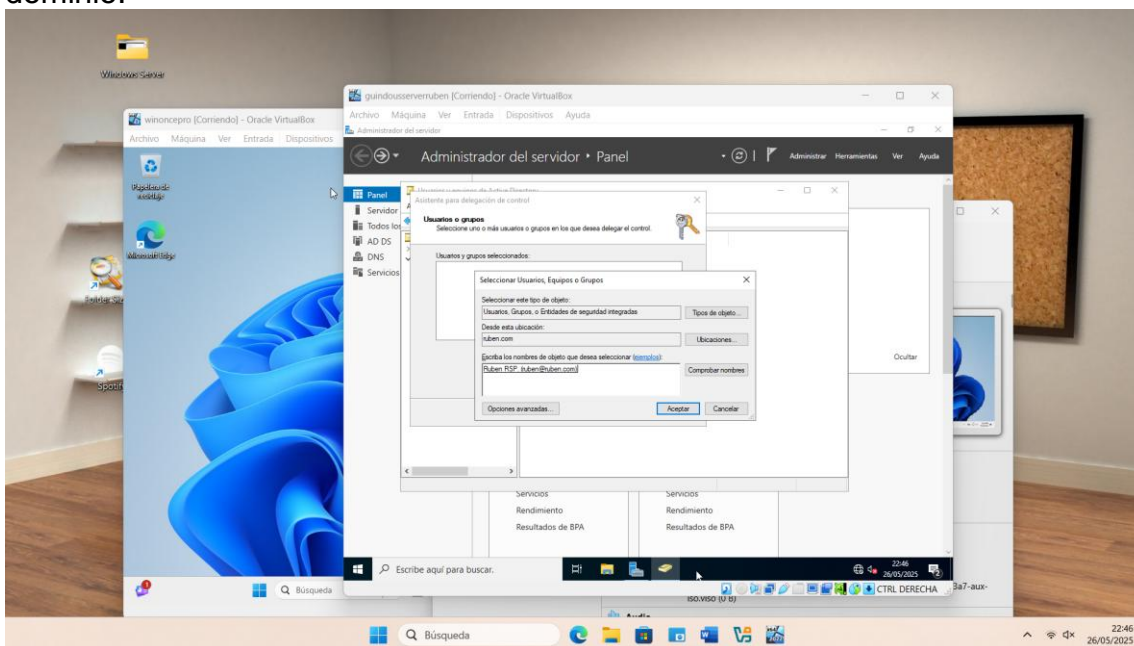 Windows Server
guindousserverruben [Corriendo] - Oracle VirtualBox
Archivo Máquina Ver Entrada Dispositivos Ayuda
winoncepro [Corriendo] - Oracle VirtualBox
Archivo Máquina Ver Entrada Dispositivos
Administrador del servidor
Administrador del servidor Panel
Administrar Herramientas Ver Ayuda
Papelera de
reciclaje
Microsoft Edge
Panel
Servidor
Todos los
AD DS
DNS
Servicios
Usuarios y equipos de Active Directory
Asistente para delegación de control
Usuarios o grupos
Seleccione uno o más usuarios o grupos en los que desea delegar el control.
Usuarios y grupos seleccionados:
Seleccionar Usuarios, Equipos o Grupos
Seleccionar este tipo de objeto:
Usuarios, Grupos, o Entidades de seguridad integradas
Tipos de objeto...
Desde esta ubicación:
ruben.com
Ubicaciones...
Escriba los nombres de objeto que desea seleccionar (ejemplos):
Ruben RSP. (ruben@ruben.com)
Comprobar nombres
Opciones avanzadas...
Aceptar
Cancelar
Ocultar
Servicios
Rendimiento
Resultados de BPA
Servicios
Rendimiento
Resultados de BPA
Escribe aquí para buscar.
22:46
26/05/2025
CTRL DERECHA
Búsqueda
3a7-aux-
iso.viso (0 B)
Audio
Búsqueda
22:46
26/05/2025